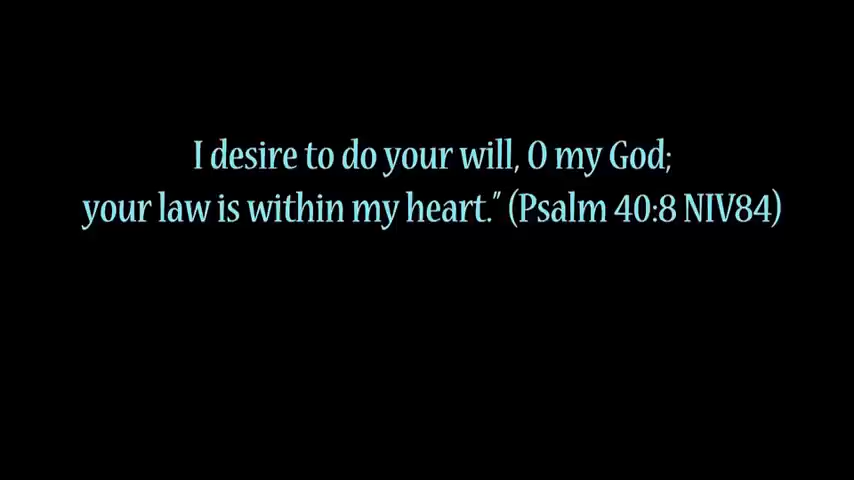 I desire to do your will, O my God;
your law is within my heart." (Psalm 40:8 NIV84)